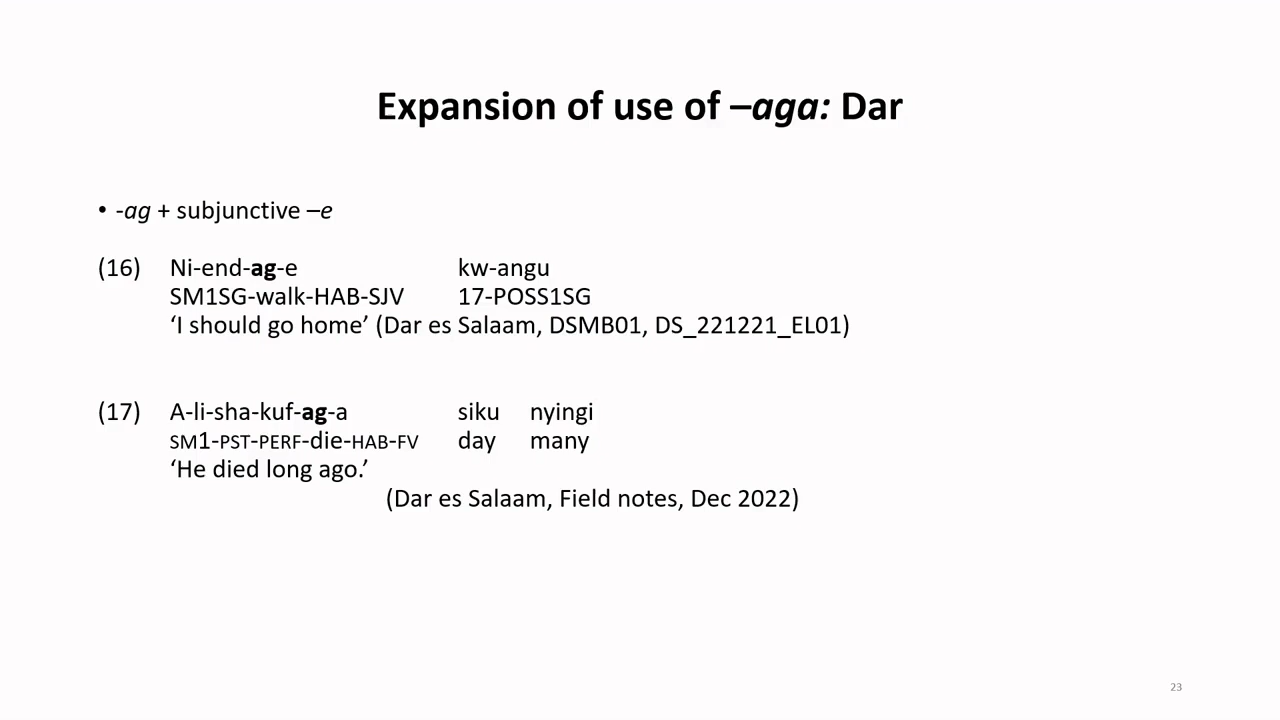 Expansion of use of –aga: Dar
• -ag + subjunctive –e
(16) Ni-end-ag-e kw-angu
SM1SG-walk-HAB-SJV 17-POSS1SG
‘I should go home’ (Dar es Salaam, DSMB01, DS_221221_EL01)
(17) A-li-sha-kuf-ag-a siku nyingi
SM1-PST-PERF-die-HAB-FV day many
‘He died long ago.’
(Dar es Salaam, Field notes, Dec 2022)
23